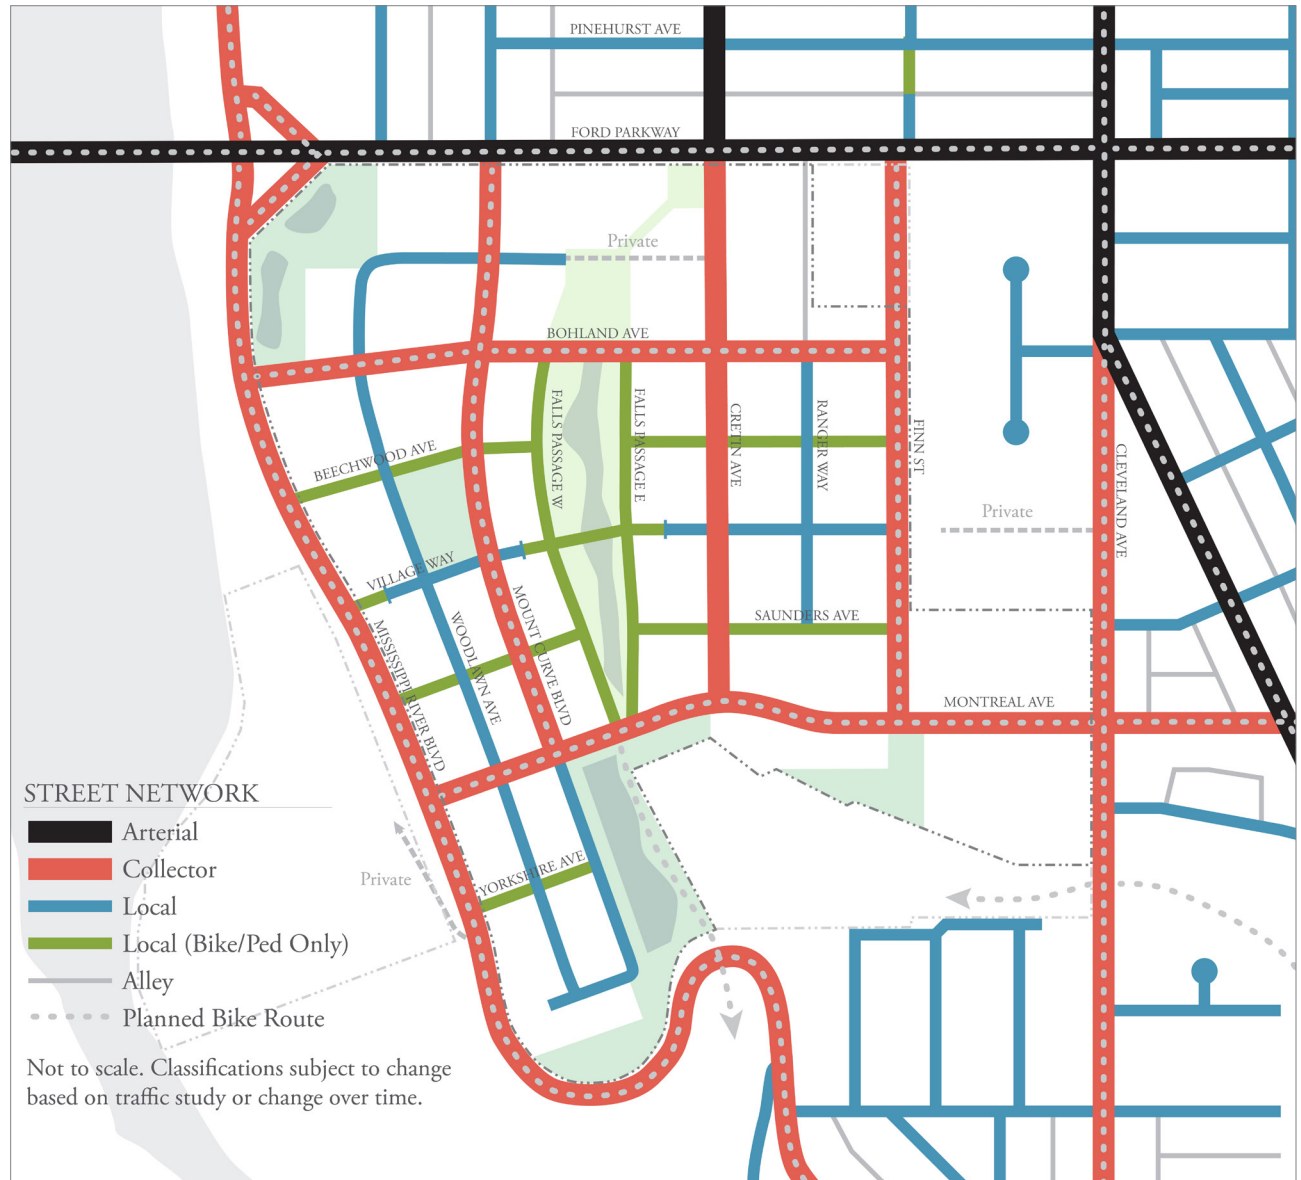 PINEHURST AVE
FORD PARKWAY
Private
BOHLAND AVE
FALLS PASSAGE W
FALLS PASSAGE E
CRETIN AVE
RANGER WAY
FINN ST
CLEVELAND AVE
BEECHWOOD AVE
Private
VILLAGE WAY
MISSISSIPPI RIVER BLVD
WOODLAWN AVE
MOUNT CURVE BLVD
SAUNDERS AVE
MONTREAL AVE
YORKSHIRE AVE
Private
STREET NETWORK
Arterial
Collector
Local
Local (Bike/Ped Only)
Alley
Planned Bike Route
Not to scale. Classifications subject to change
based on traffic study or change over time.